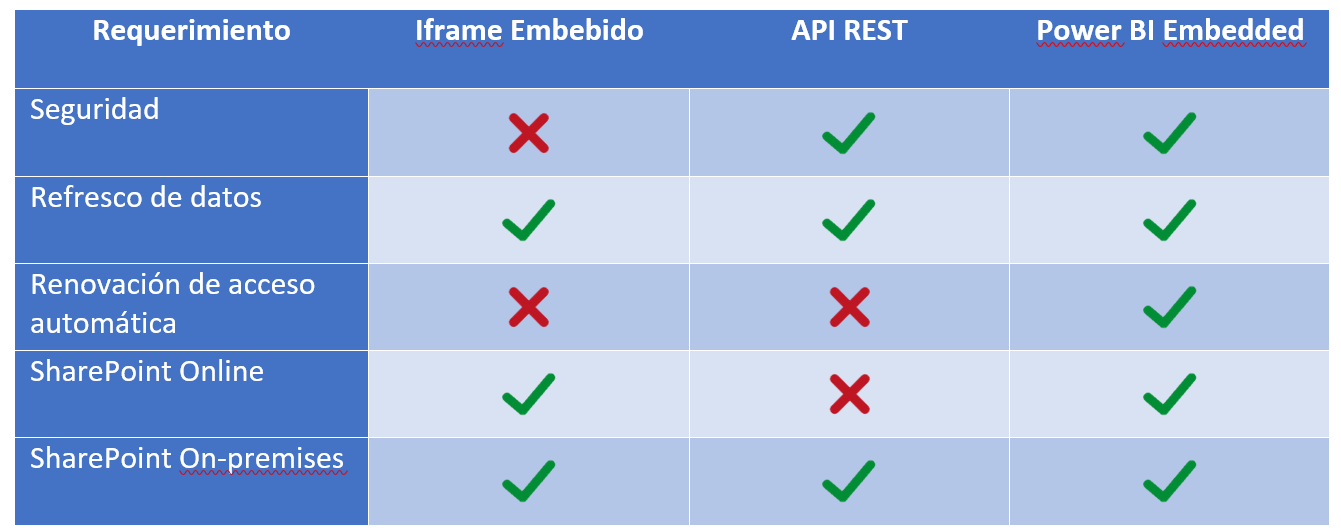 Requerimiento Iframe Embebido API REST Power BI Embedded
Seguridad
Refresco de datos
Renovación de acceso
automática
SharePoint Online
SharePoint On-premises